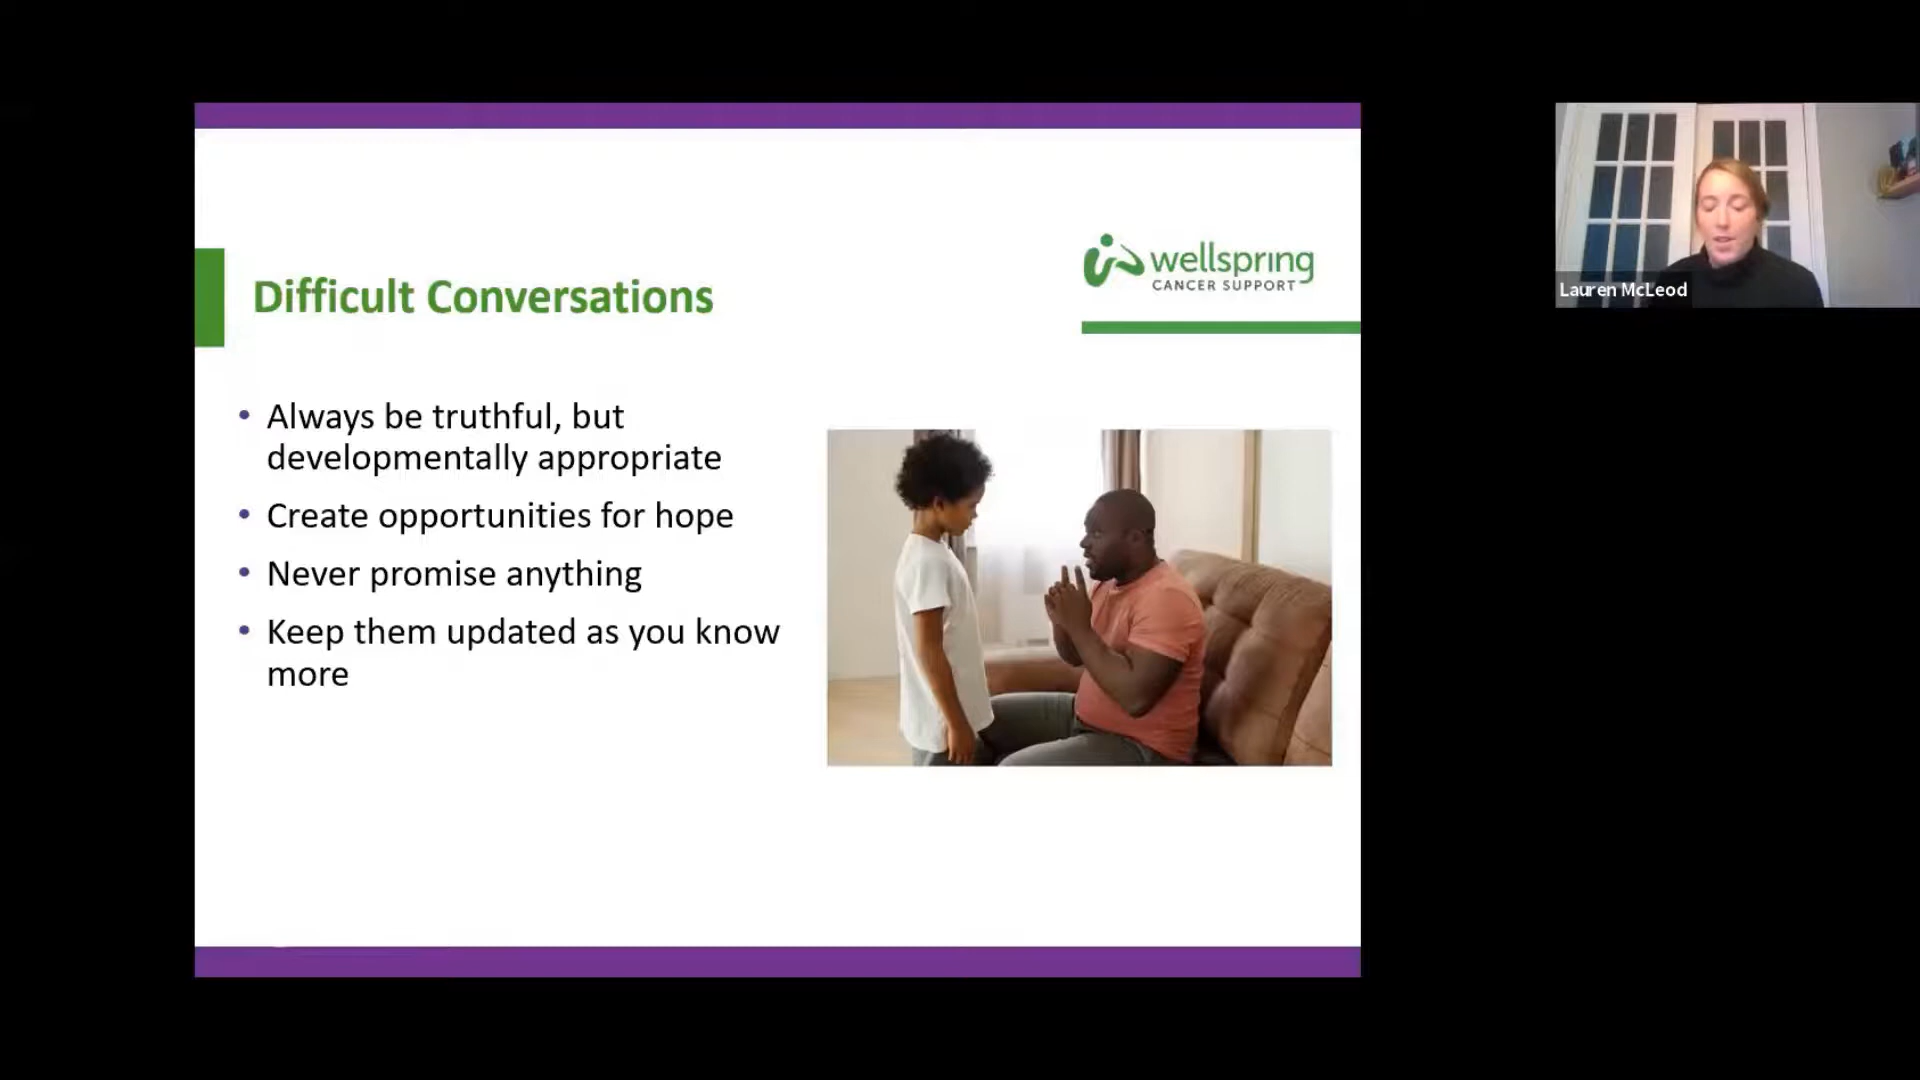 wellspring
CANCER SUPPORT
Difficult Conversations
• Always be truthful, but
developmentally appropriate
• Create opportunities for hope
• Never promise anything
• Keep them updated as you know
more
Lauren McLeod